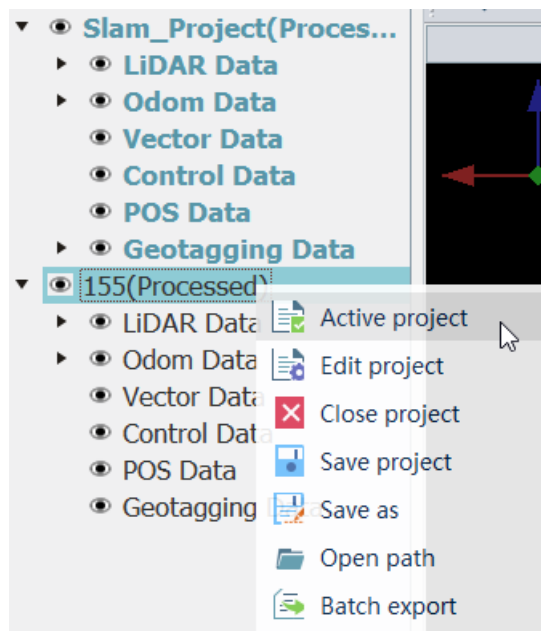 Slam_Project(Proces...
LiDAR Data
Odom Data
Vector Data
Control Data
POS Data
Geotagging Data
155(Processed)
LiDAR Data
Odom Data
Vector Data
Control Data
POS Data
Geotagging Data
Active project
Edit project
Close project
Save project
Save as
Open path
Batch export